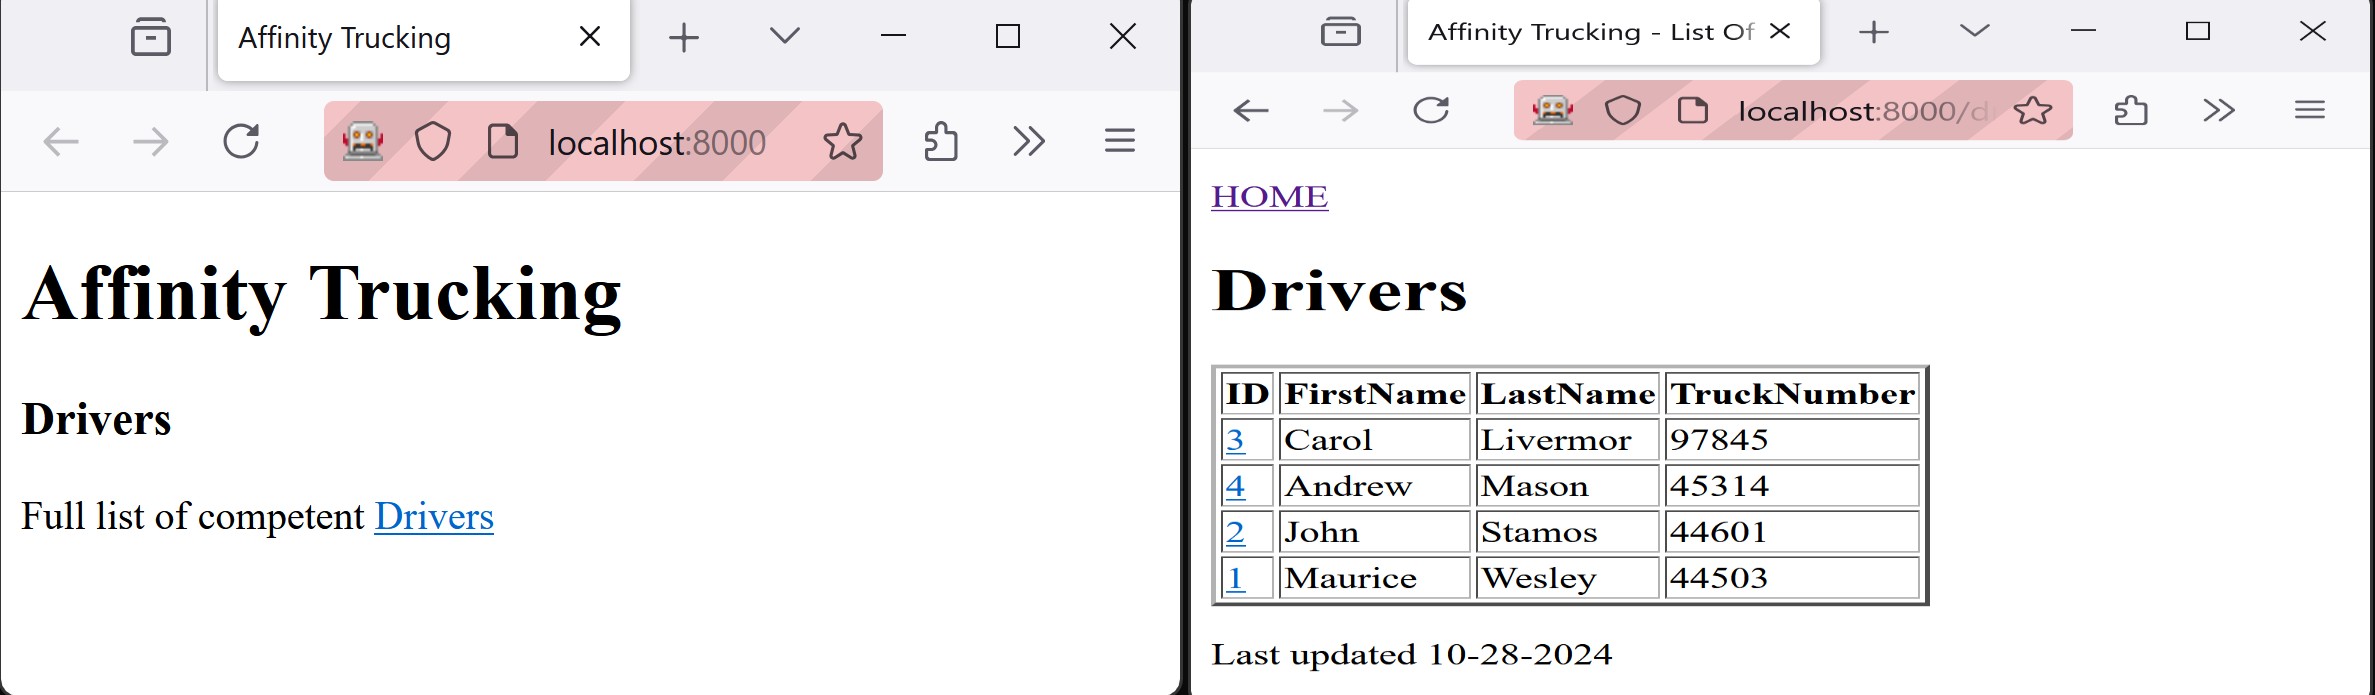 Affinity Trucking
localhost:8000
Affinity Trucking
Drivers
Full list of competent Drivers
Affinity Trucking - List Of
localhost:8000/d
HOME
Drivers
ID FirstName LastName TruckNumber
3 Carol Livermor 97845
4 Andrew Mason 45314
2 John Stamos 44601
1 Maurice Wesley 44503
Last updated 10-28-2024